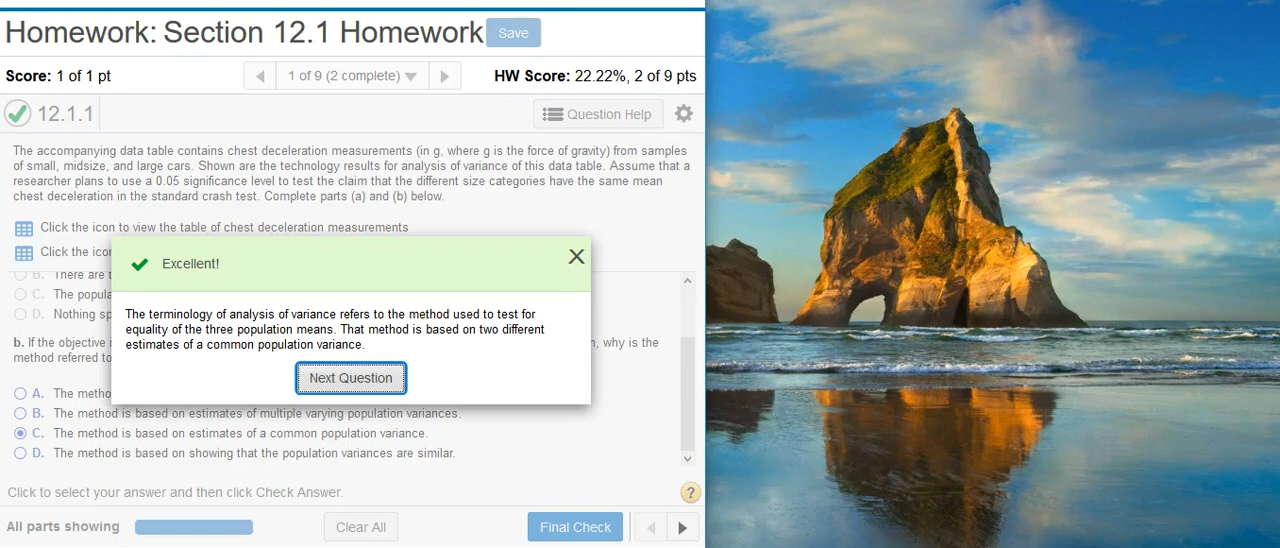 Homework: Section 12.1 Homework Save
Score: 1 of 1 pt 1 of 9 (2 complete) HW Score: 22.22%, 2 of 9 pts
12.1.1 Question Help
The accompanying data table contains chest deceleration measurements (in g, where g is the force of gravity) from samples
of small, midsize, and large cars. Shown are the technology results for analysis of variance of this data table. Assume that a
researcher plans to use a 0.05 significance level to test the claim that the different size categories have the same mean
chest deceleration in the standard crash test. Complete parts (a) and (b) below.
Click the icon to view the table of chest deceleration measurements
Click the icon
Excellent!
B. There are
C. The popula
D. Nothing sp
The terminology of analysis of variance refers to the method used to test for
equality of the three population means. That method is based on two different
estimates of a common population variance.
b. If the objective why is the
method referred to
Next Question
A. The metho
B. The method is based on estimates of multiple varying population variances.
C. The method is based on estimates of a common population variance.
D. The method is based on showing that the population variances are similar.
Click to select your answer and then click Check Answer. ?
All parts showing Clear All Final Check